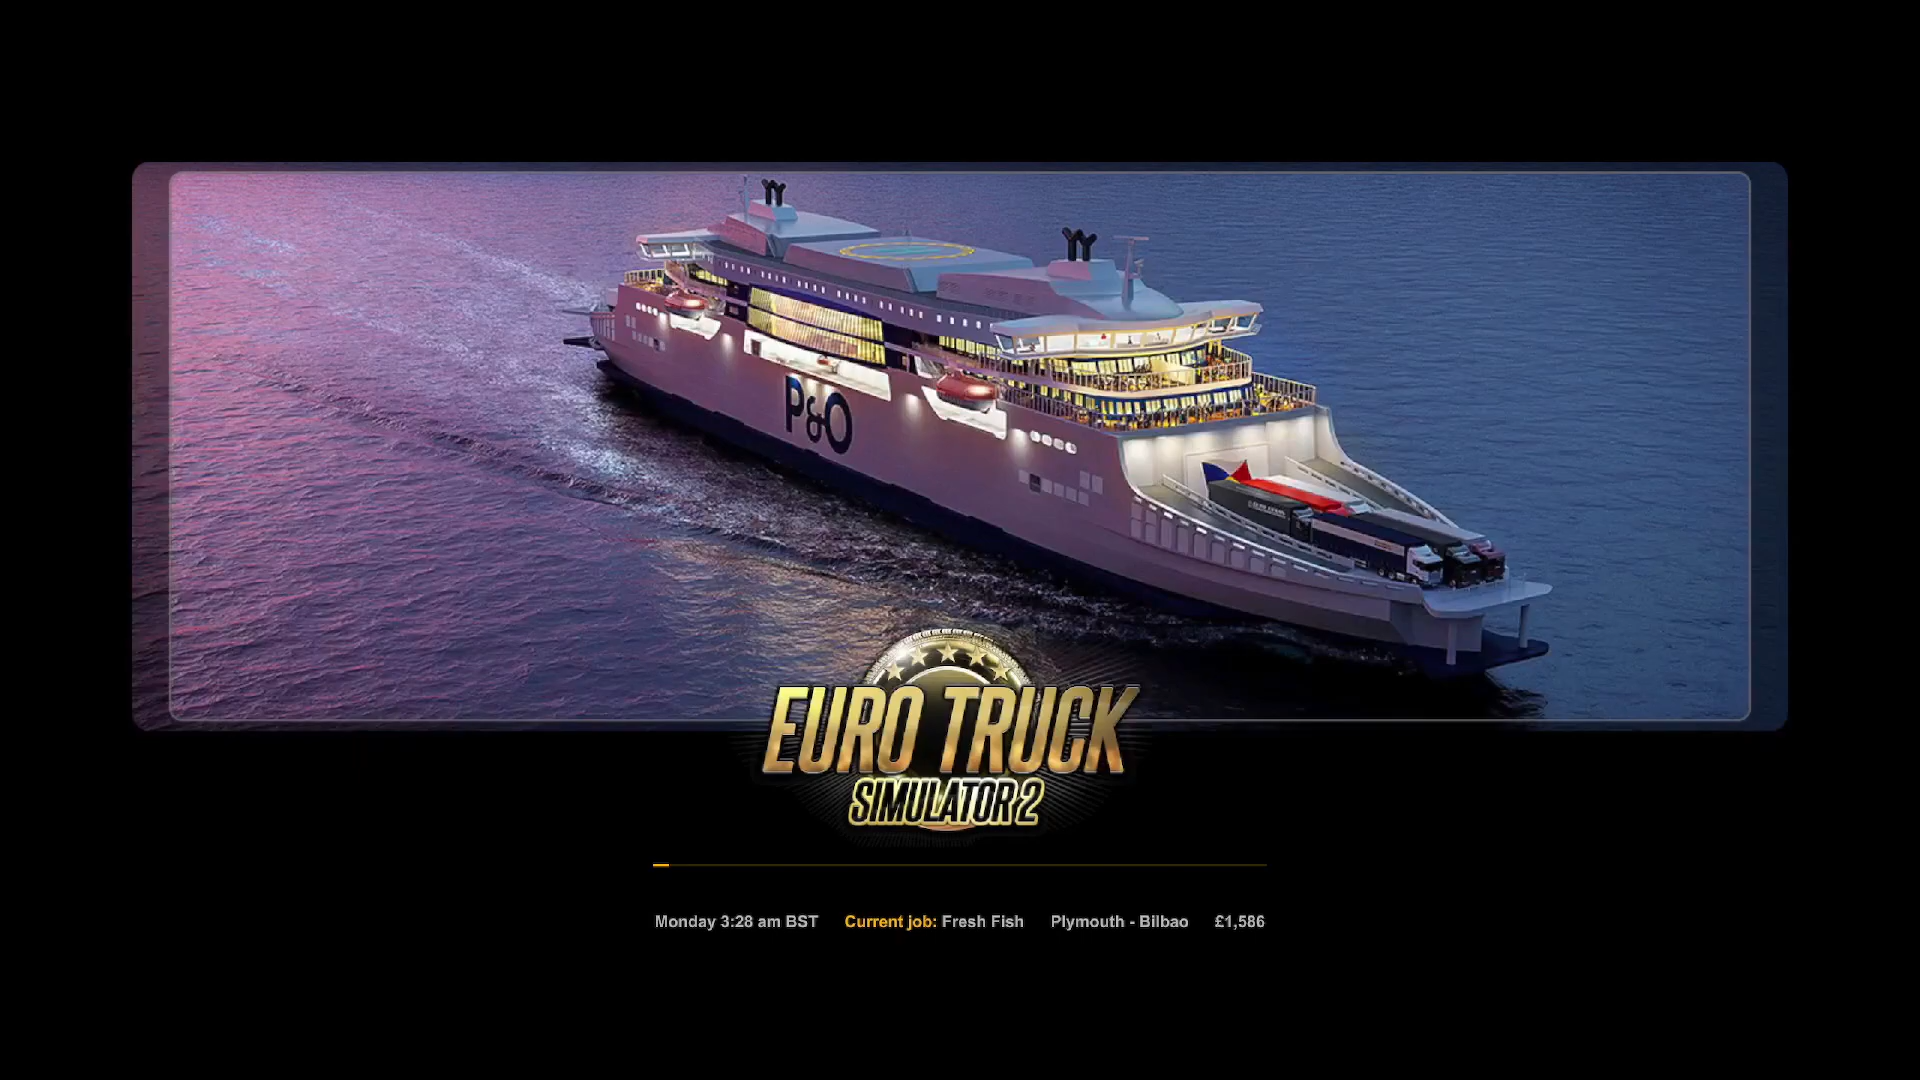 P&O
EURO TRUCK
SIMULATOR 2
Monday 3:28 am BST Current job: Fresh Fish Plymouth - Bilbao £1,586